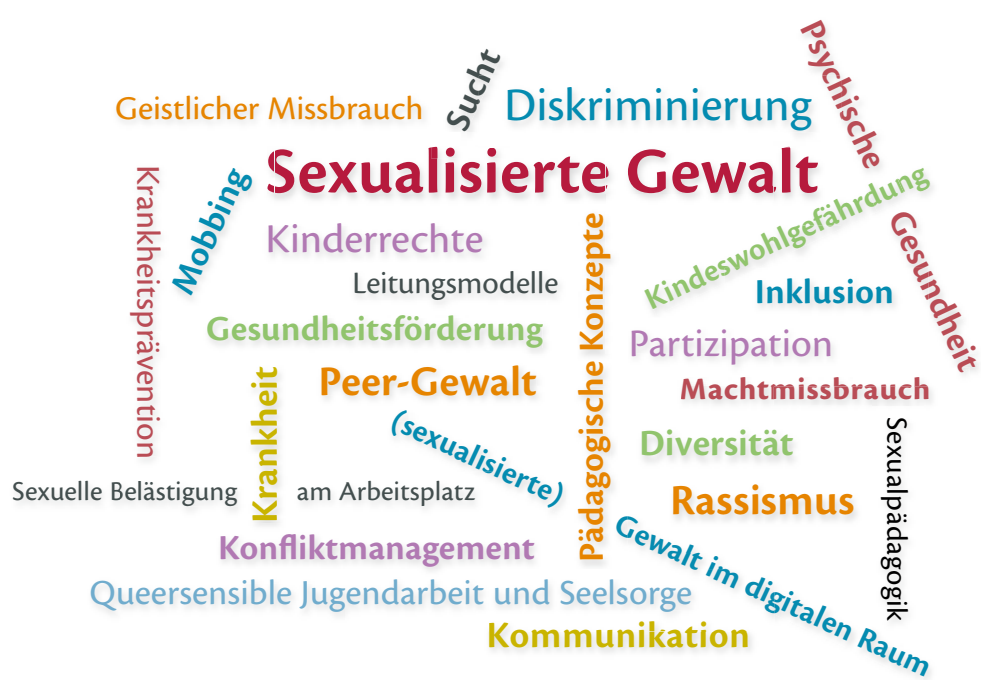 Psychische
Sucht
Geistlicher Missbrauch
Diskriminierung
Sexualisierte Gewalt
Krankheitsprävention
Mobbing
Kindeswohlgefährdung
Kinderrechte
Pädagogische Konzepte
Gesundheit
Leitungsmodelle
Inklusion
Gesundheitsförderung
Partizipation
Krankheit
Peer-Gewalt
Machtmissbrauch
(sexualisierte)
Sexualpädagogik
Diversität
Sexuelle Belästigung
am Arbeitsplatz
Rassismus
Gewalt im digitalen Raum
Konfliktmanagement
Queersensible Jugendarbeit und Seelsorge
Kommunikation